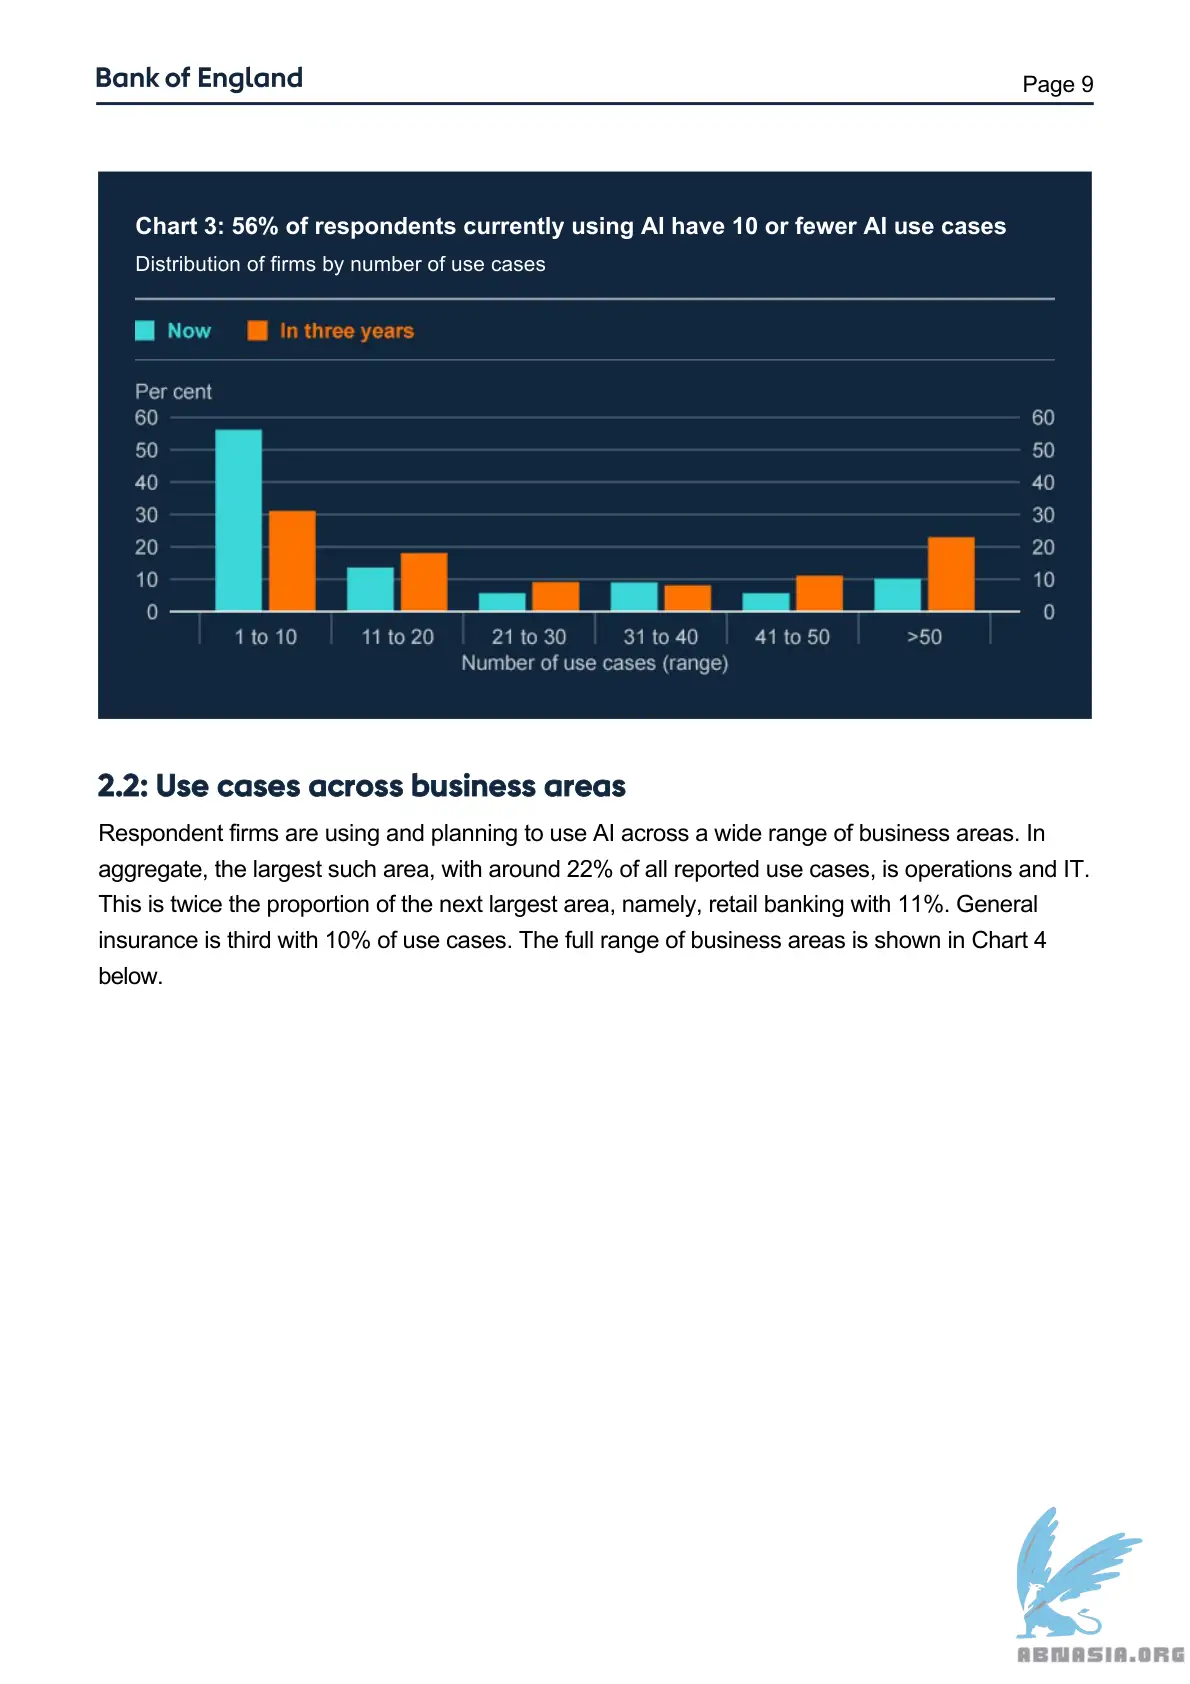 Bank of England
Page 9
Chart 3: 56% of respondents currently using AI have 10 or fewer AI use cases
Distribution of firms by number of use cases
Now In three years
Per cent
60 60
50 50
40 40
30 30
20 20
10 10
0 0
1 to 10 11 to 20 21 to 30 31 to 40 41 to 50 >50
Number of use cases (range)
2.2: Use cases across business areas
Respondent firms are using and planning to use AI across a wide range of business areas. In
aggregate, the largest such area, with around 22% of all reported use cases, is operations and IT.
This is twice the proportion of the next largest area, namely, retail banking with 11%. General
insurance is third with 10% of use cases. The full range of business areas is shown in Chart 4
below.
ABNASIA.ORG